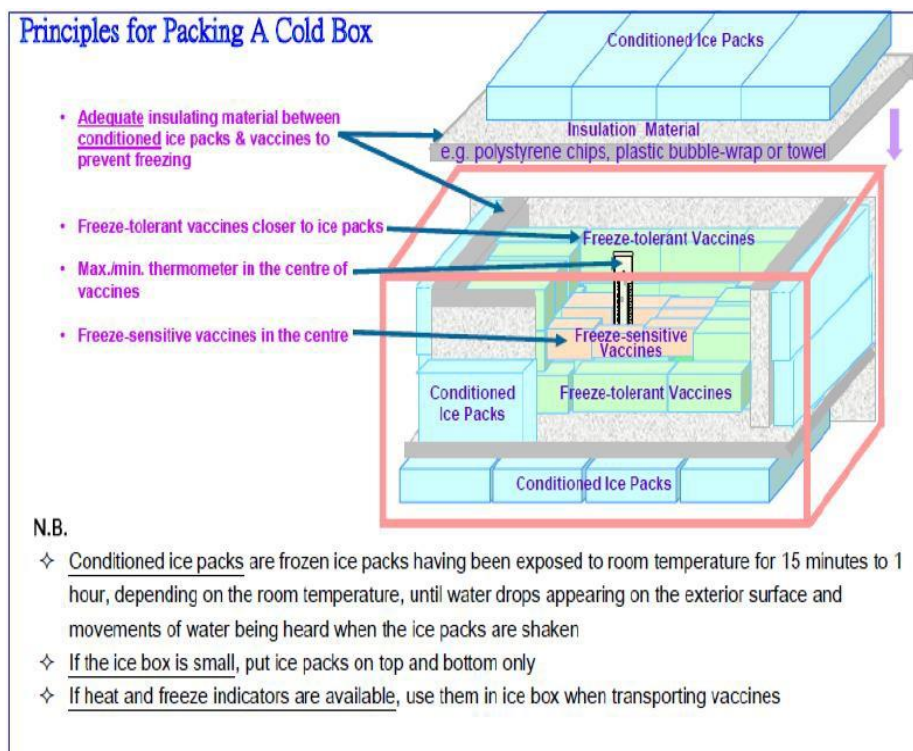 Principles for Packing A Cold Box
Conditioned Ice Packs
• Adequate insulating material between
conditioned ice packs & vaccines to
prevent freezing
Insulation Material
e.g. polystyrene chips, plastic bubble-wrap or towel
• Freeze-tolerant vaccines closer to ice packs
Freeze-tolerant Vaccines
• Max./min. thermometer in the centre of
vaccines
• Freeze-sensitive vaccines in the centre
Freeze-sensitive
Vaccines
Conditioned
Ice Packs
Freeze-tolerant Vaccines
Conditioned Ice Packs
N.B.
✧ Conditioned ice packs are frozen ice packs having been exposed to room temperature for 15 minutes to 1
hour, depending on the room temperature, until water drops appearing on the exterior surface and
movements of water being heard when the ice packs are shaken
✧ If the ice box is small, put ice packs on top and bottom only
✧ If heat and freeze indicators are available, use them in ice box when transporting vaccines